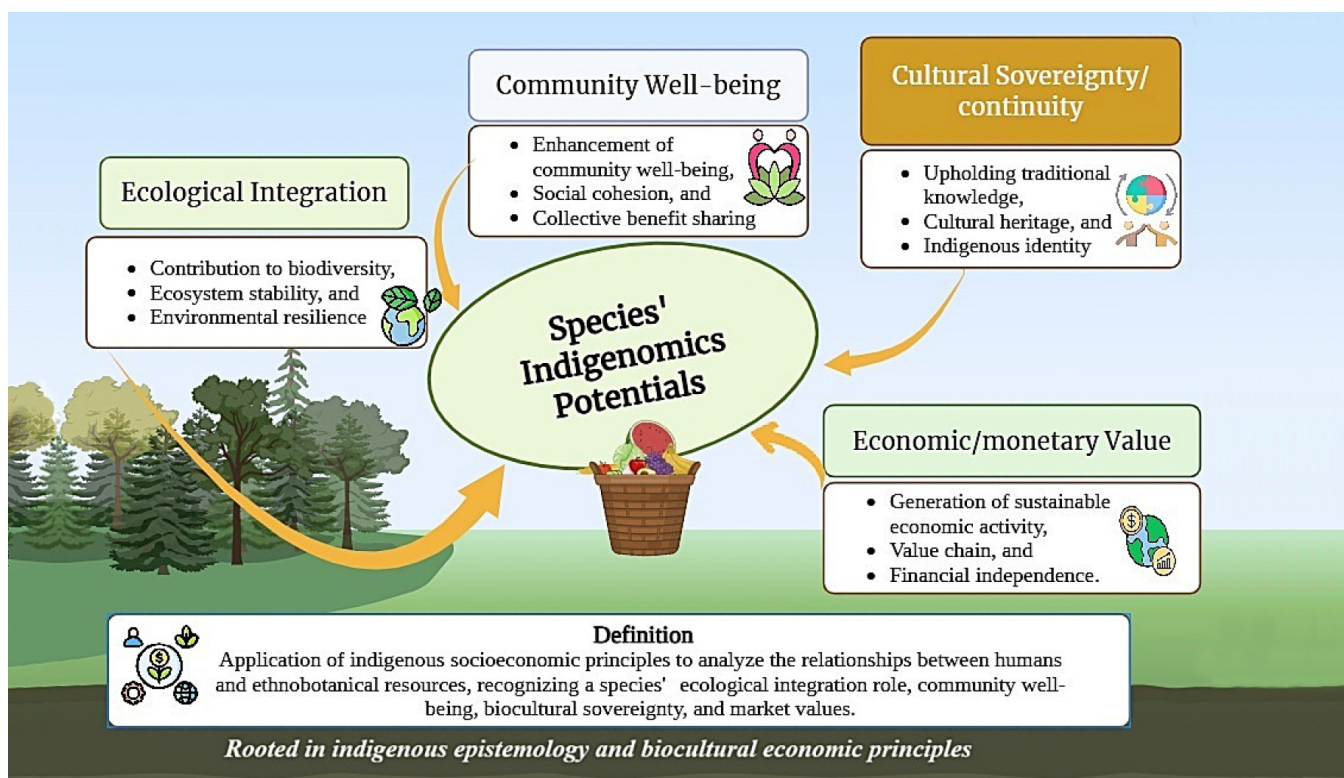 Community Well-being
• Enhancement of
community well-being,
• Social cohesion, and
• Collective benefit sharing
Cultural Sovereignty/
continuity
• Upholding traditional
knowledge,
• Cultural heritage, and
• Indigenous identity
Ecological Integration
• Contribution to biodiversity,
• Ecosystem stability, and
• Environmental resilience
Species'
Indigenomics
Potentials
Economic/monetary Value
• Generation of sustainable
economic activity,
• Value chain, and
• Financial independence.
$
Definition
Application of indigenous socioeconomic principles to analyze the relationships between humans
and ethnobotanical resources, recognizing a species' ecological integration role, community well-
being, biocultural sovereignty, and market values.
$
Rooted in indigenous epistemology and biocultural economic principles